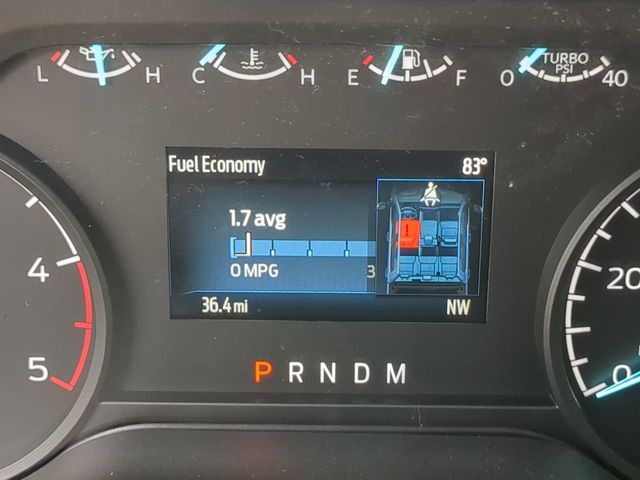 L H C H E F 0 TURBO PSI 40
Fuel Economy 83°
1.7 avg
0 MPG 3
36.4 mi NW
4
5
P R N D M
20
0